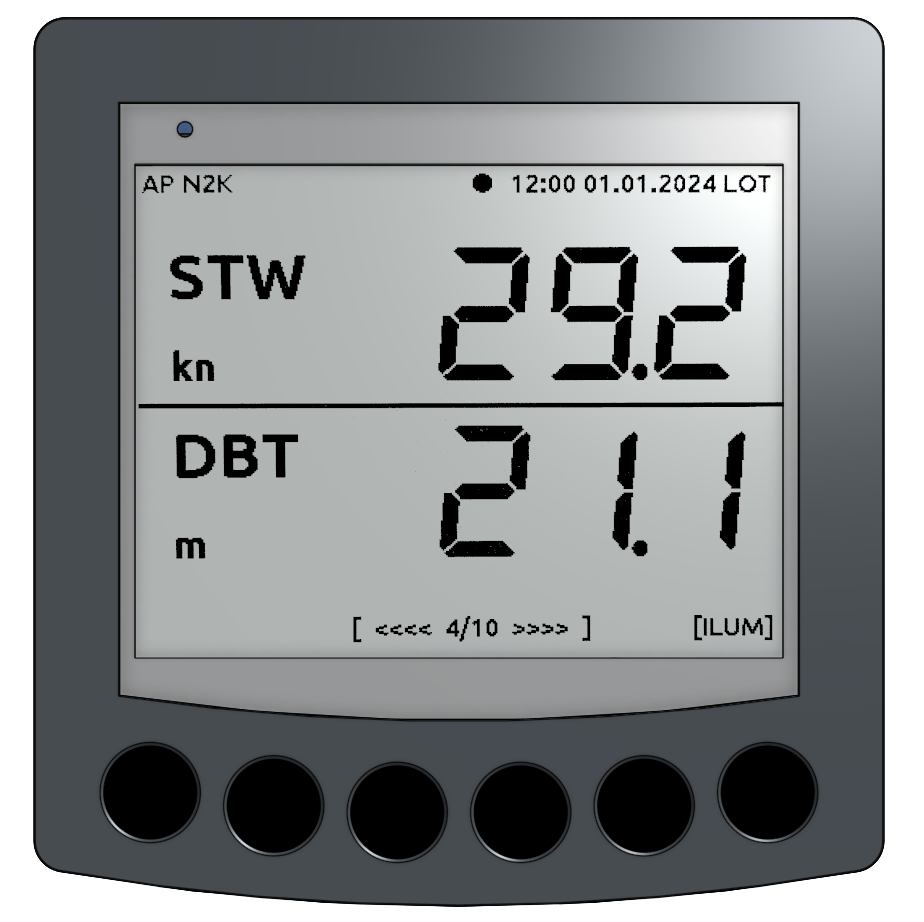 AP N2K ● 12:00 01.01.2024 LOT
STW 29.2
kn
DBT 21.1
m
[ <<<< 4/10 >>>> ] [ILUM]